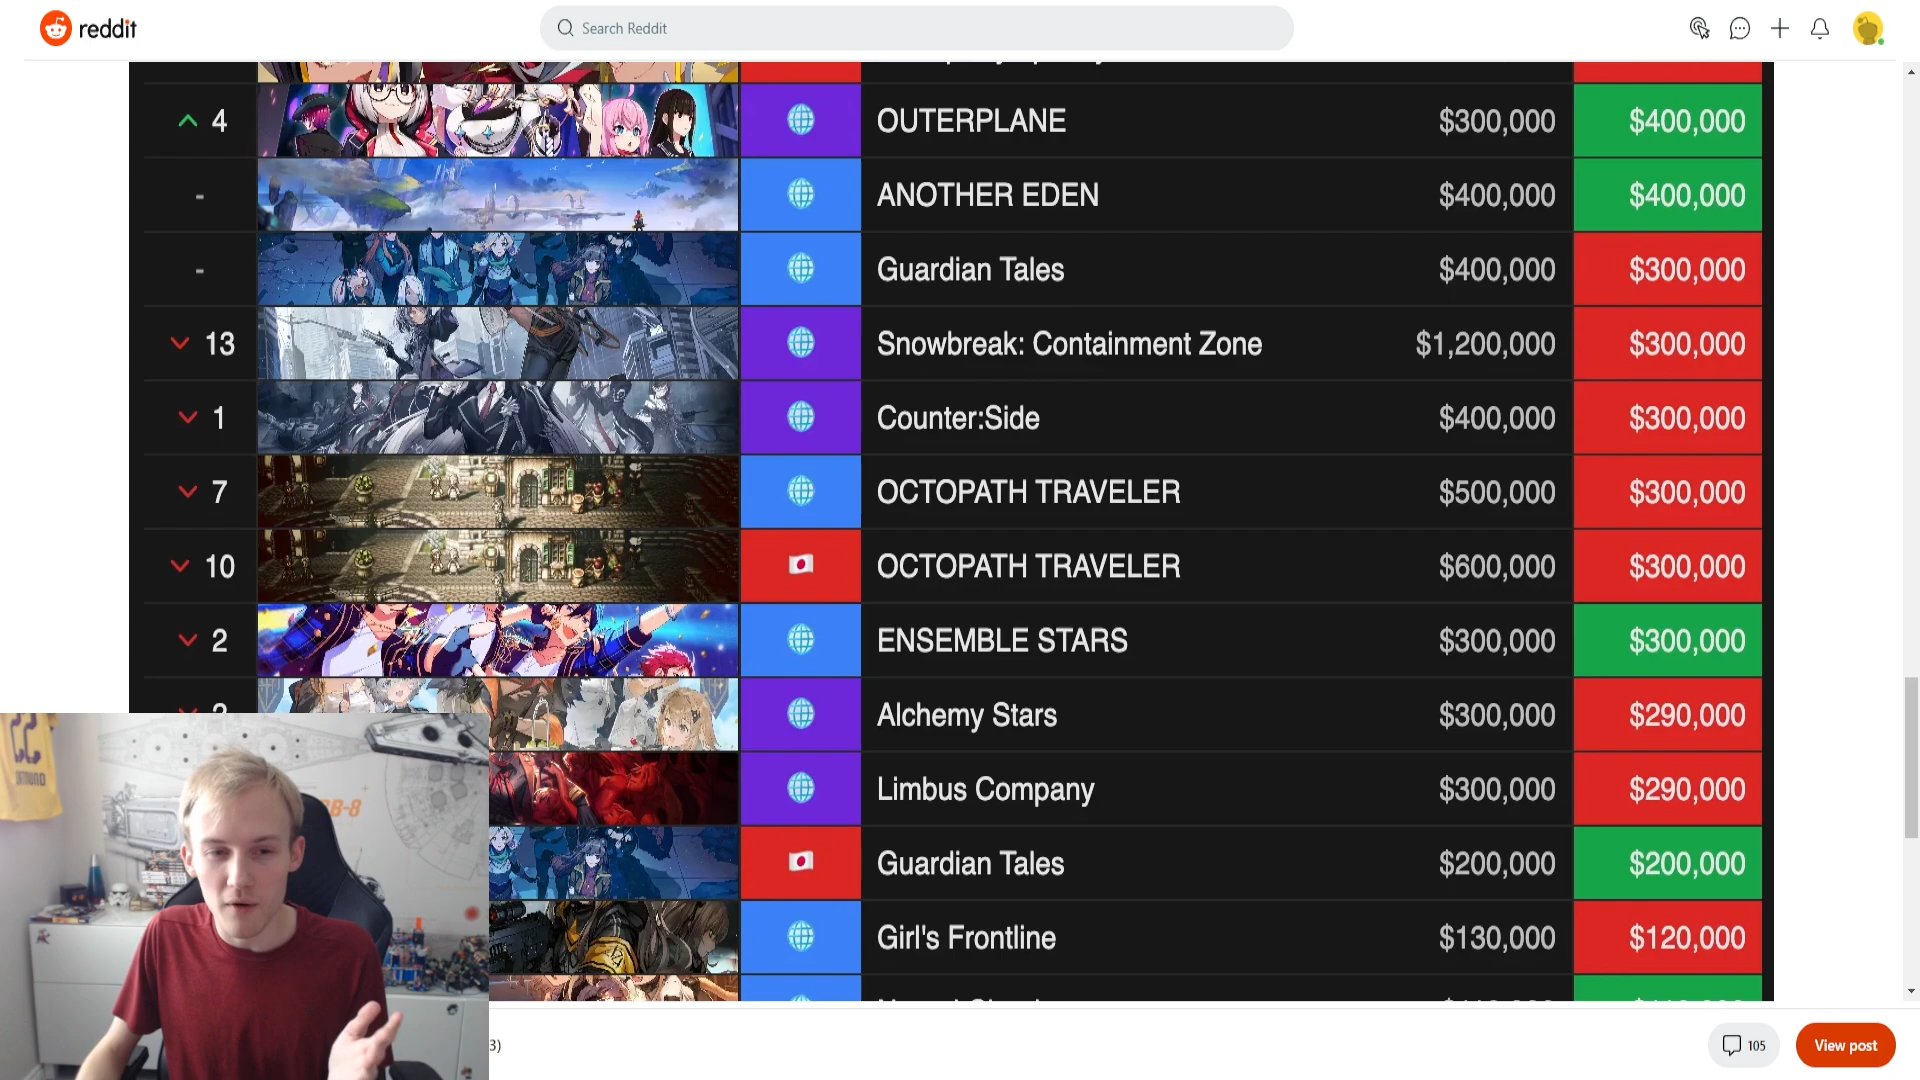 reddit
Search Reddit
4 OUTERPLANE $300,000 $400,000
- ANOTHER EDEN $400,000 $400,000
- Guardian Tales $400,000 $300,000
13 Snowbreak: Containment Zone $1,200,000 $300,000
1 Counter:Side $400,000 $300,000
7 OCTOPATH TRAVELER $500,000 $300,000
10 OCTOPATH TRAVELER $600,000 $300,000
2 ENSEMBLE STARS $300,000 $300,000
Alchemy Stars $300,000 $290,000
Limbus Company $300,000 $290,000
Guardian Tales $200,000 $200,000
Girl's Frontline $130,000 $120,000
22
BB-8
3)
105
View post